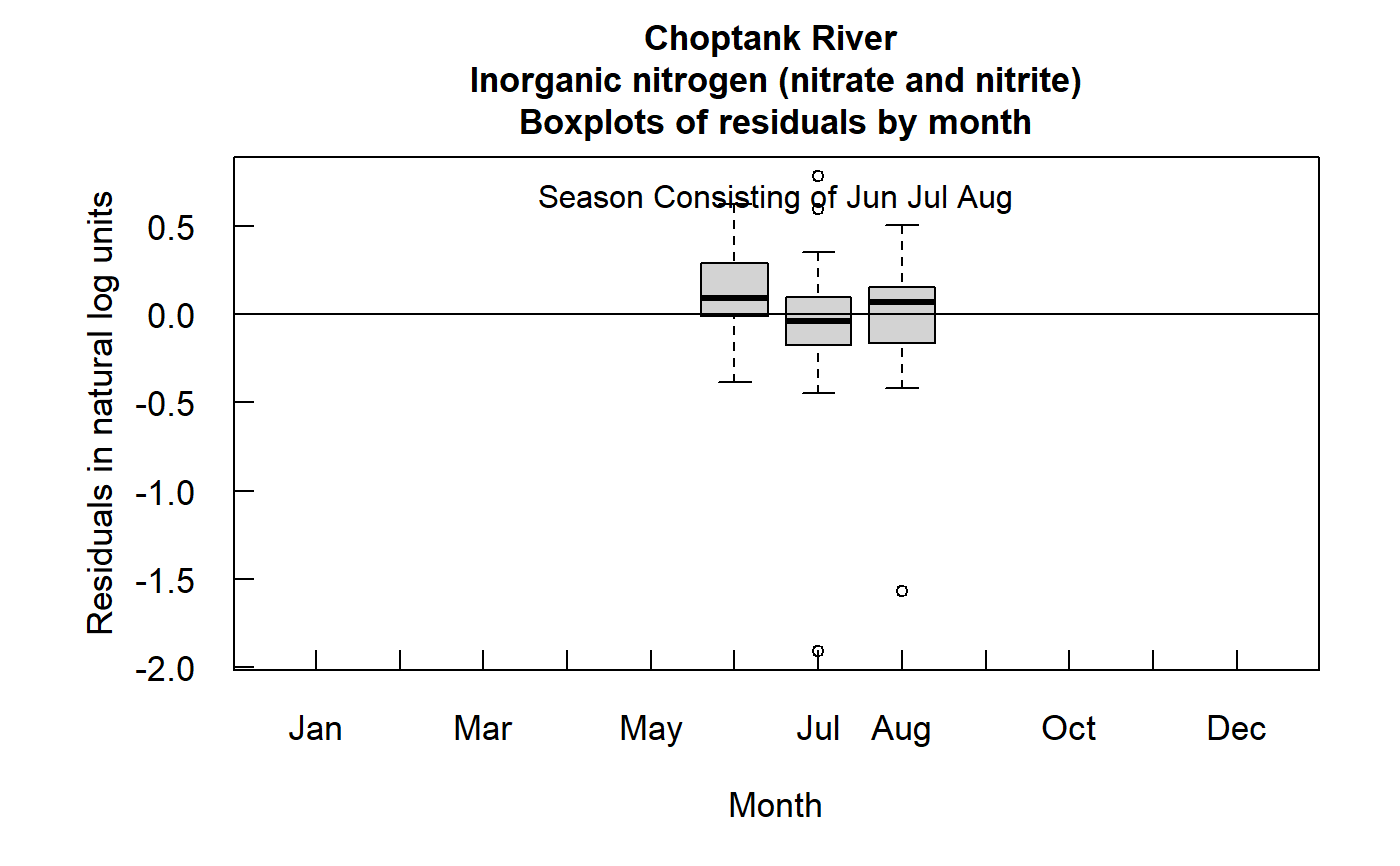 Choptank River
Inorganic nitrogen (nitrate and nitrite)
Boxplots of residuals by month
Season Consisting of Jun Jul Aug
Residuals in natural log units
0.5
0.0
-0.5
-1.0
-1.5
-2.0
Jan Mar May Jul Aug Oct Dec
Month